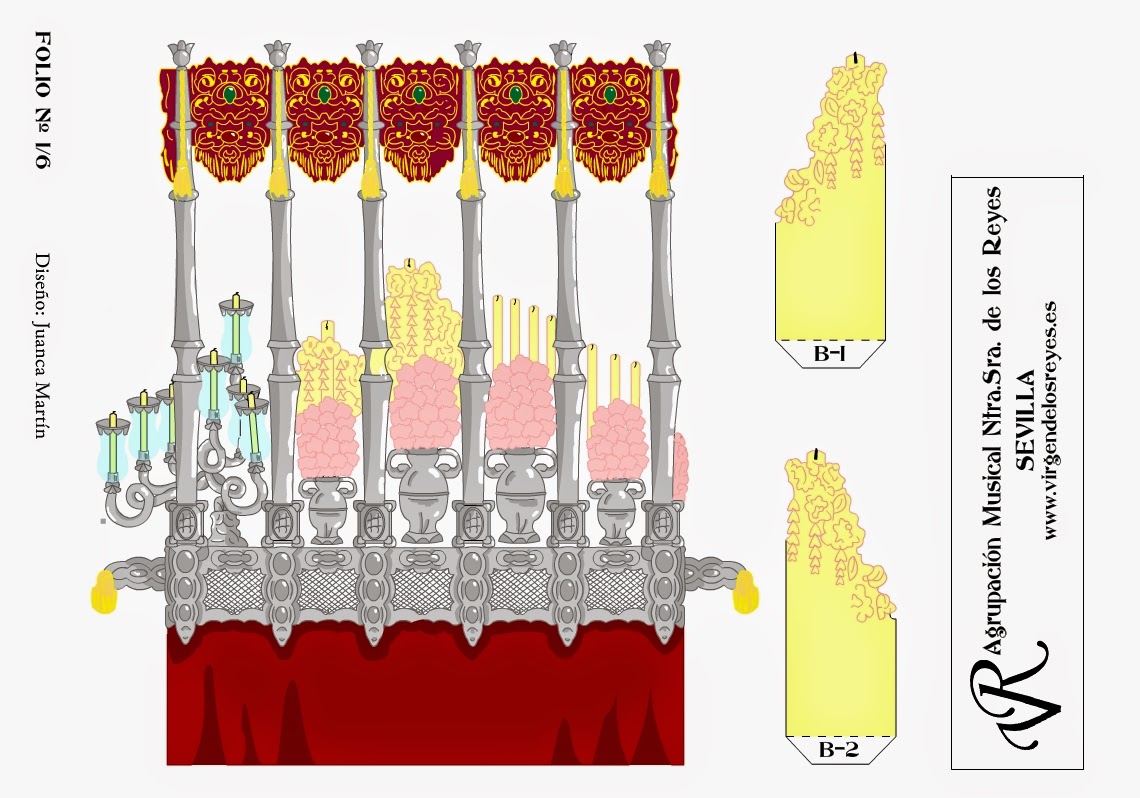 FOLIO Nº 1/6
Diseño: Juanca Martín
B-1
B-2
Agrupación Musical Ntra.Sra. de los Reyes
SEVILLA
www.virgendelosreyes.es
VR